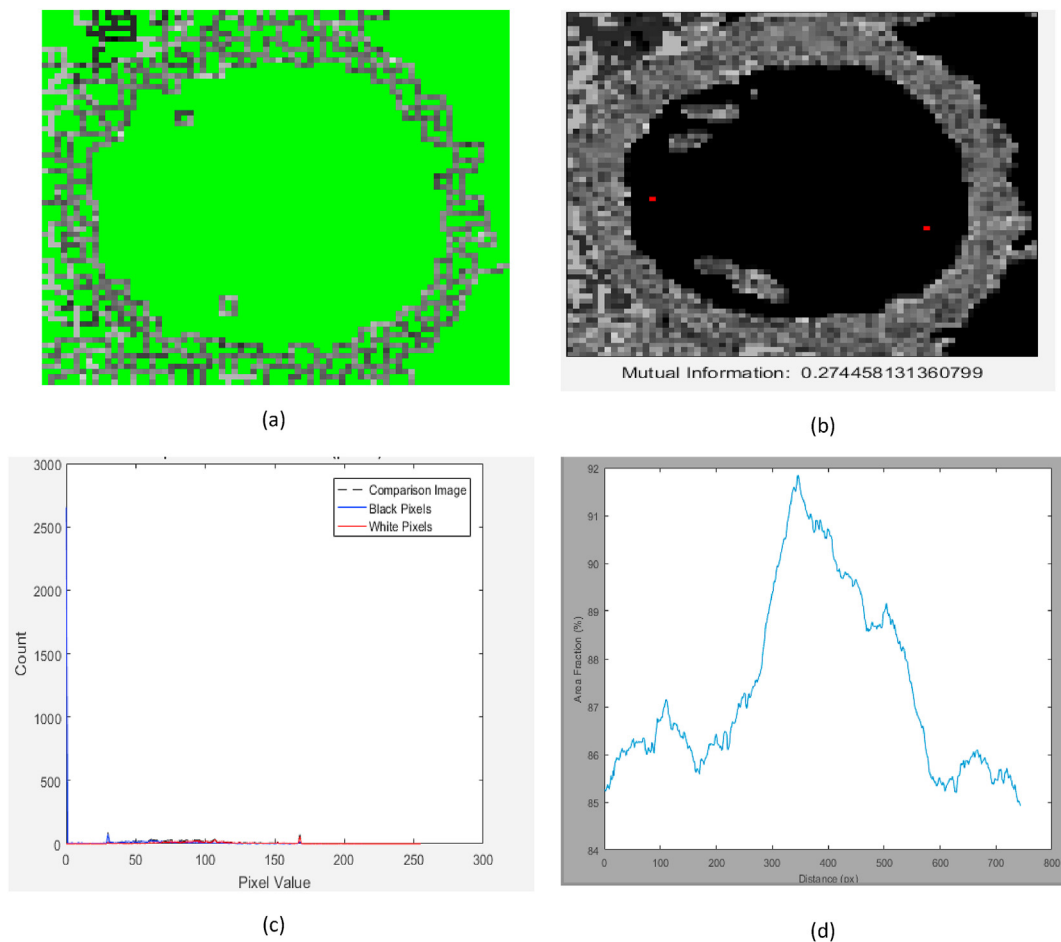 Mutual Information: 0.274458131360799
(a)
(b)
3000
2500
2000
1500
1000
500
0
Count
0 50 100 150 200 250 300
Pixel Value
Comparison Image
Black Pixels
White Pixels
(c)
92
91
90
89
88
87
86
85
84
Area Fraction (%)
0 100 200 300 400 500 600 700 800
Distance (px)
(d)